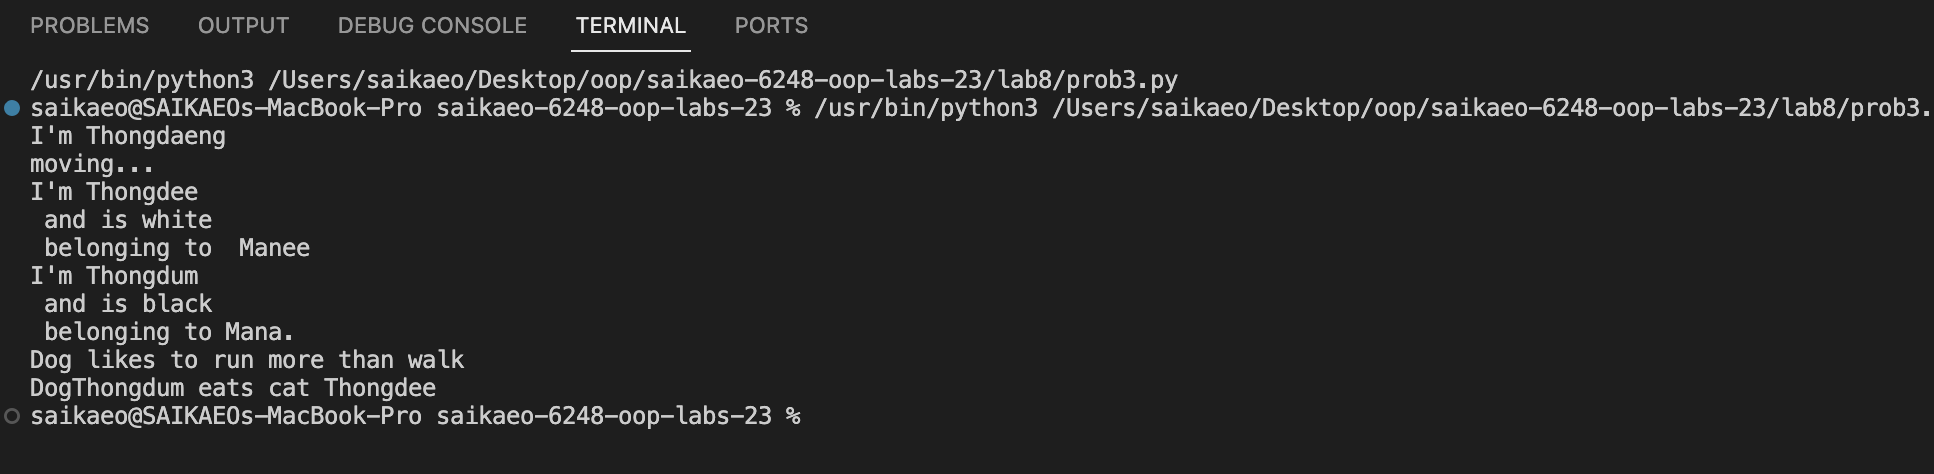 PROBLEMS OUTPUT DEBUG CONSOLE TERMINAL PORTS
/usr/bin/python3 /Users/saikaeo/Desktop/oop/saikaeo-6248-oop-labs-23/lab8/prob3.py
saikaeo@SAIKAEOs-MacBook-Pro saikaeo-6248-oop-labs-23 % /usr/bin/python3 /Users/saikaeo/Desktop/oop/saikaeo-6248-oop-labs-23/lab8/prob3.
I'm Thongdaeng
moving...
I'm Thongdee
 and is white
 belonging to  Manee
I'm Thongdum
 and is black
 belonging to Mana.
Dog likes to run more than walk
DogThongdum eats cat Thongdee
saikaeo@SAIKAEOs-MacBook-Pro saikaeo-6248-oop-labs-23 %